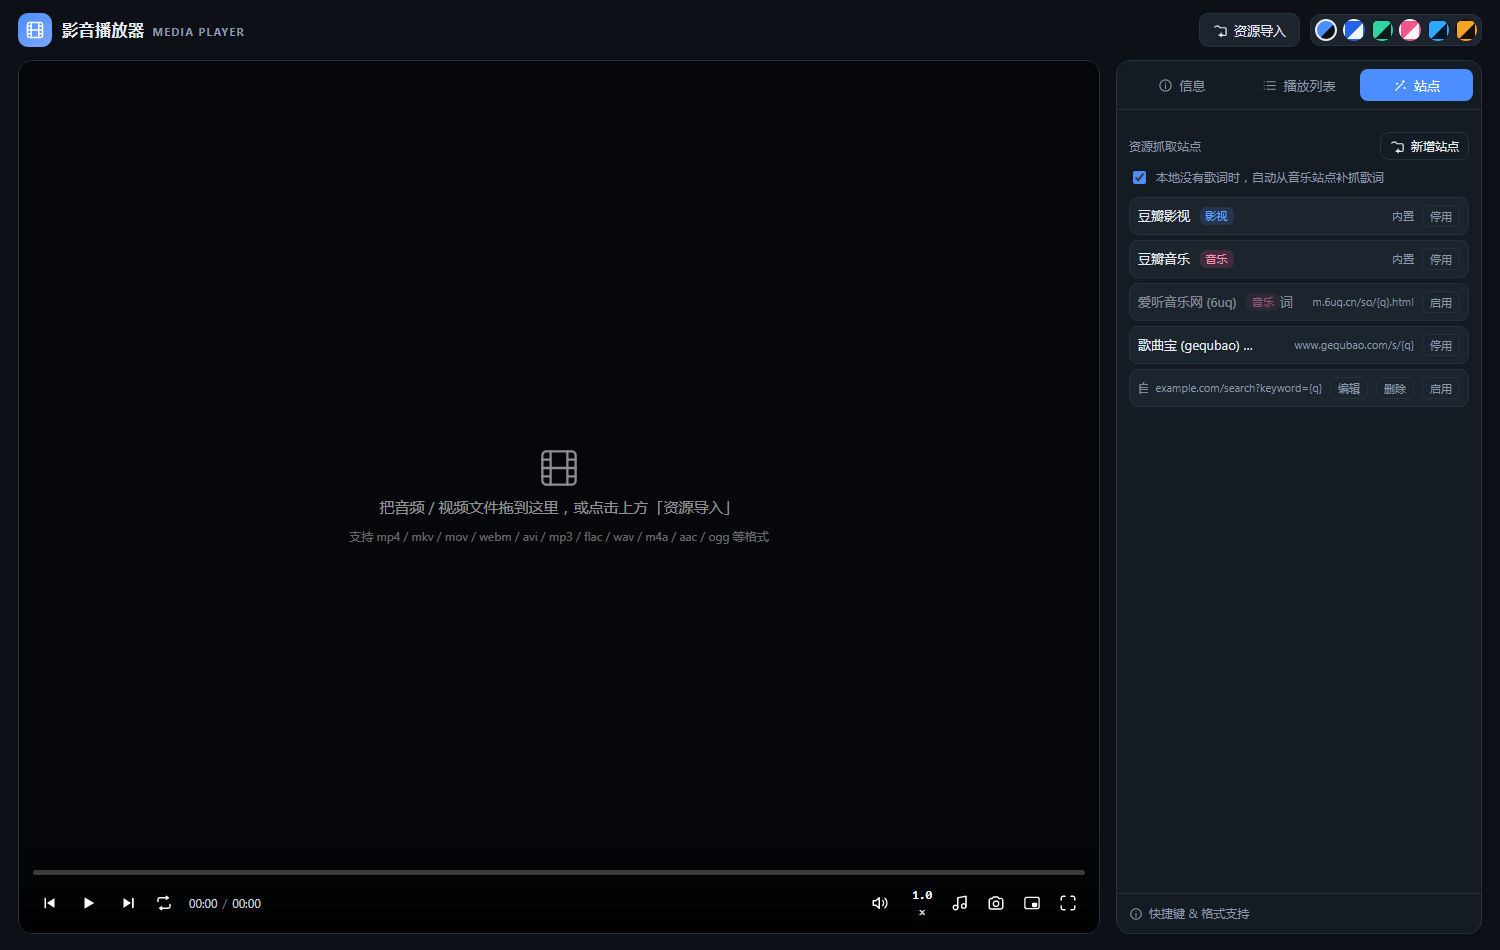 影音播放器 MEDIA PLAYER
资源导入
信息
播放列表
站点
资源抓取站点
新增站点
本地没有歌词时，自动从音乐站点补抓歌词
豆瓣影视 影视 内置 停用
豆瓣音乐 音乐 内置 停用
爱听音乐网 (6uq) 音乐 词 m.6uq.cn/so/{q}.html 启用
歌曲宝 (gequbao) ... www.gequbao.com/s/{q} 停用
example.com/search?keyword={q} 编辑 删除 启用
把音频 / 视频文件拖到这里，或点击上方「资源导入」
支持 mp4 / mkv / mov / webm / avi / mp3 / flac / wav / m4a / aac / ogg 等格式
00:00 / 00:00
1.0
x
快捷键 & 格式支持